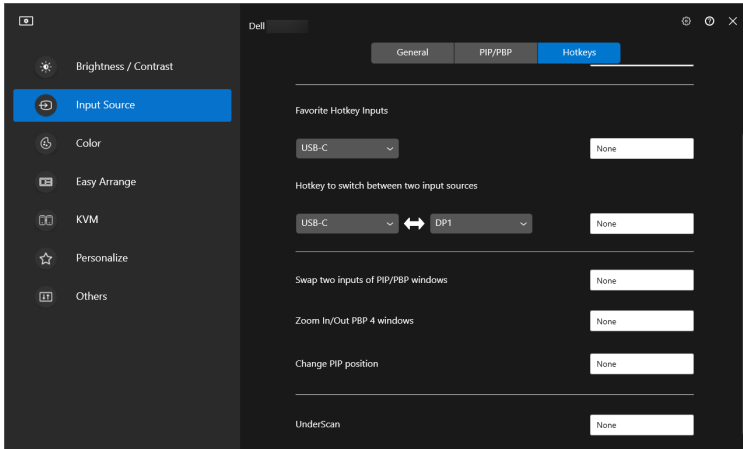 Dell
General PIP/PBP Hotkeys
Brightness / Contrast
Input Source
Color
Easy Arrange
KVM
Personalize
Others
Favorite Hotkey Inputs
USB-C None
Hotkey to switch between two input sources
USB-C DP1 None
Swap two inputs of PIP/PBP windows None
Zoom In/Out PBP 4 windows None
Change PIP position None
UnderScan None